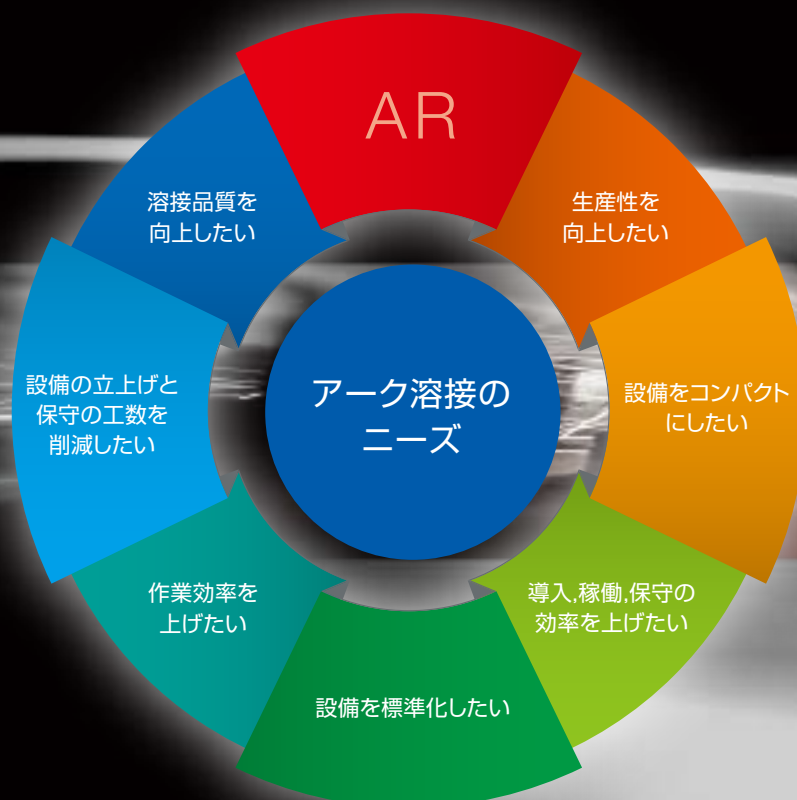 AR
生産性を
向上したい
設備をコンパクト
にしたい
導入,稼働,保守の
効率を上げたい
設備を標準化したい
作業効率を
上げたい
設備の立上げと
保守の工数を
削減したい
溶接品質を
向上したい
アーク溶接の
ニーズ